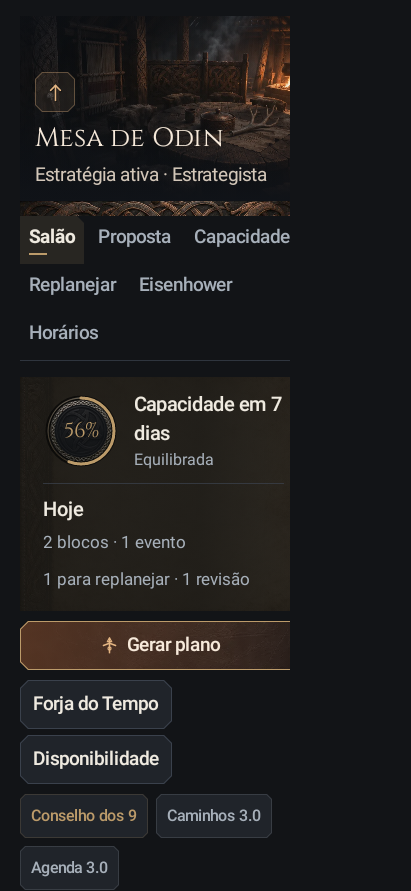 Mesa de Odin
Estratégia ativa · Estrategista
Salão Proposta Capacidade
Replanejar Eisenhower
Horários
56%
Capacidade em 7
dias
Equilibrada
Hoje
2 blocos · 1 evento
1 para replanejar · 1 revisão
Gerar plano
Forja do Tempo
Disponibilidade
Conselho dos 9 Caminhos 3.0
Agenda 3.0